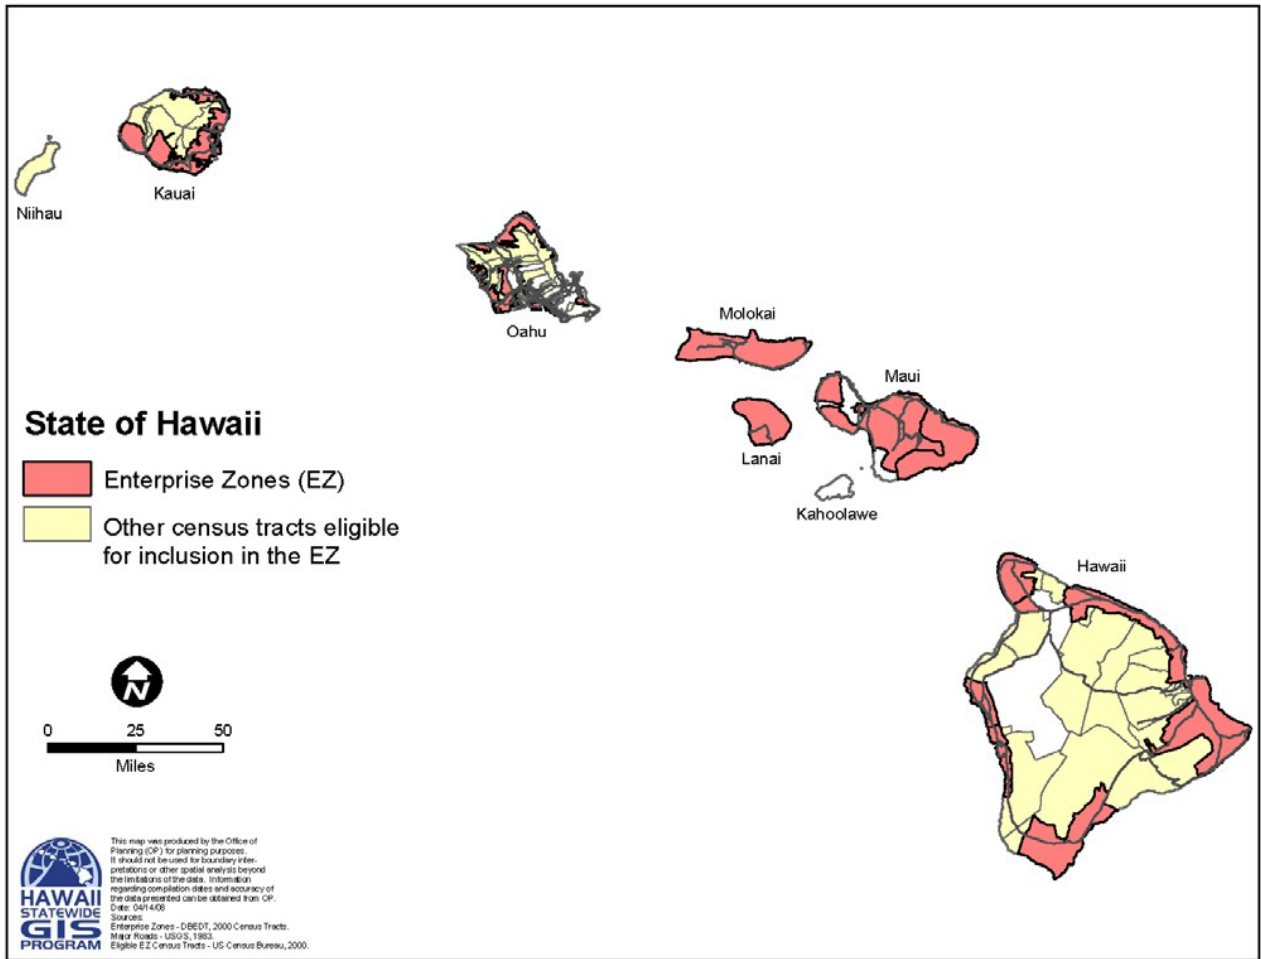 Niihau
Kauai
Oahu
Molokai
Maui
Lanai
Kahoolawe
Hawaii
State of Hawaii
Enterprise Zones (EZ)
Other census tracts eligible
for inclusion in the EZ
N
0 25 50
Miles
HAWAII
STATEWIDE
GIS
PROGRAM
This map was produced by the Office of
Planning (OP) for planning purposes.
It should not be used for boundary inter-
pretations or other spatial analysis beyond
the limitations of the data. Information
regarding compilation dates and accuracy of
the data presented can be obtained from OP.
Date: 04/14/08
Sources:
Enterprise Zones - DBEDT, 2000 Census Tracts.
Major Roads - USGS, 1983.
Eligible EZ Census Tracts - US Census Bureau, 2000.